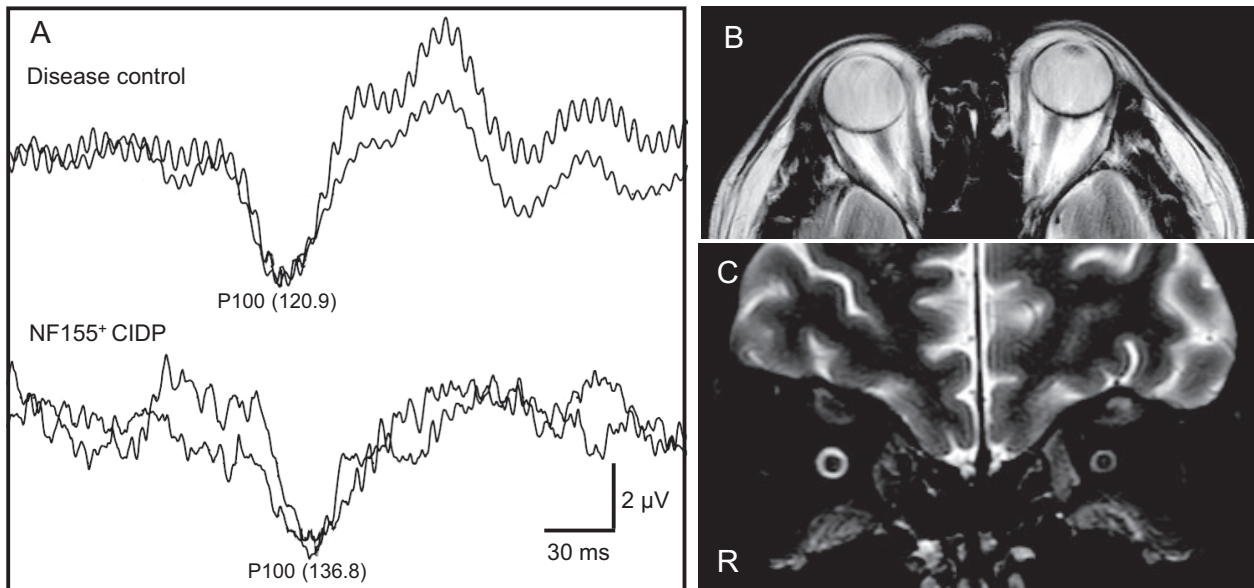 A
Disease control
P100 (120.9)
NF155⁺ CIDP
2 µV
30 ms
P100 (136.8)
B
C
R